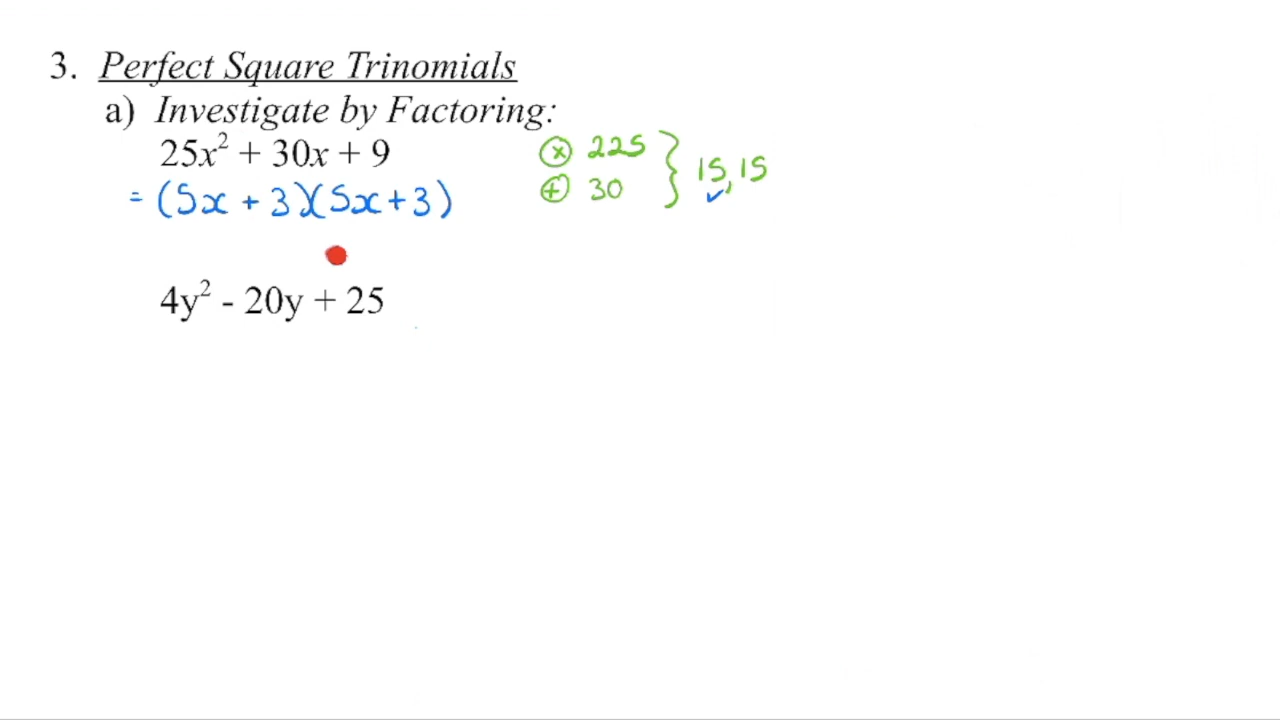 3. Perfect Square Trinomials
a) Investigate by Factoring:
25x² + 30x + 9
= (5x + 3)(5x + 3)
ⓧ 225 } 15, 15
⊕ 30
4y² - 20y + 25